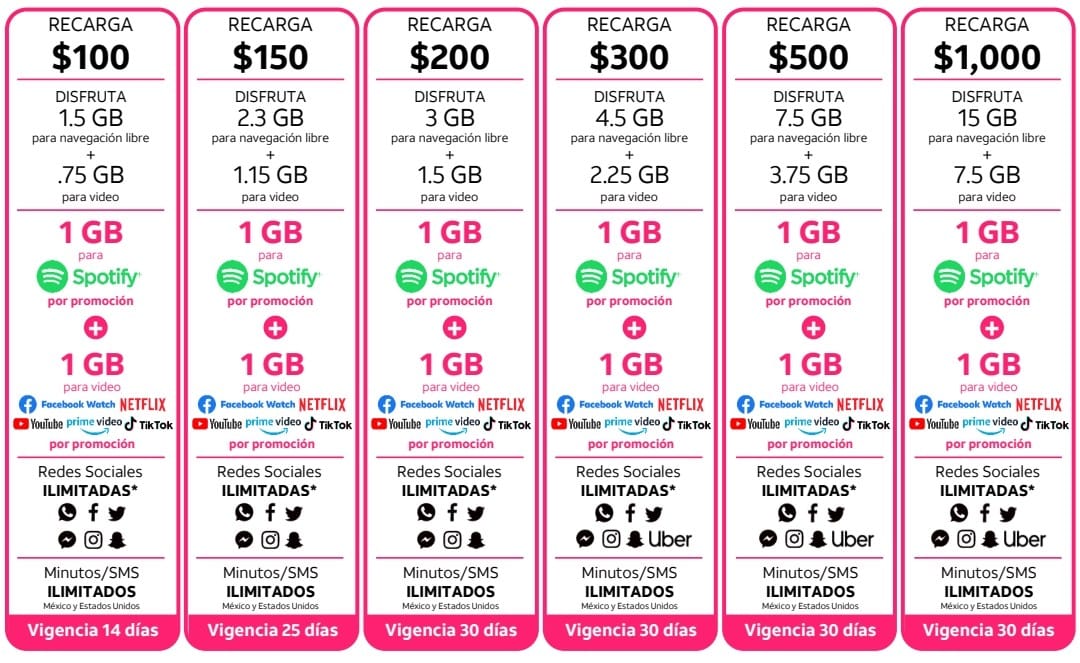 RECARGA
$100
DISFRUTA
1.5 GB
para navegación libre
+
.75 GB
para video
1 GB
para
Spotify
por promoción
+
1 GB
para video
Facebook Watch NETFLIX
YouTube prime video TikTok
por promoción
Redes Sociales
ILIMITADAS*
Minutos/SMS
ILIMITADOS
México y Estados Unidos
Vigencia 14 días
RECARGA
$150
DISFRUTA
2.3 GB
para navegación libre
+
1.15 GB
para video
1 GB
para
Spotify
por promoción
+
1 GB
para video
Facebook Watch NETFLIX
YouTube prime video TikTok
por promoción
Redes Sociales
ILIMITADAS*
Minutos/SMS
ILIMITADOS
México y Estados Unidos
Vigencia 25 días
RECARGA
$200
DISFRUTA
3 GB
para navegación libre
+
1.5 GB
para video
1 GB
para
Spotify
por promoción
+
1 GB
para video
Facebook Watch NETFLIX
YouTube prime video TikTok
por promoción
Redes Sociales
ILIMITADAS*
Minutos/SMS
ILIMITADOS
México y Estados Unidos
Vigencia 30 días
RECARGA
$300
DISFRUTA
4.5 GB
para navegación libre
+
2.25 GB
para video
1 GB
para
Spotify
por promoción
+
1 GB
para video
Facebook Watch NETFLIX
YouTube prime video TikTok
por promoción
Redes Sociales
ILIMITADAS*
Uber
Minutos/SMS
ILIMITADOS
México y Estados Unidos
Vigencia 30 días
RECARGA
$500
DISFRUTA
7.5 GB
para navegación libre
+
3.75 GB
para video
1 GB
para
Spotify
por promoción
+
1 GB
para video
Facebook Watch NETFLIX
YouTube prime video TikTok
por promoción
Redes Sociales
ILIMITADAS*
Uber
Minutos/SMS
ILIMITADOS
México y Estados Unidos
Vigencia 30 días
RECARGA
$1,000
DISFRUTA
15 GB
para navegación libre
+
7.5 GB
para video
1 GB
para
Spotify
por promoción
+
1 GB
para video
Facebook Watch NETFLIX
YouTube prime video TikTok
por promoción
Redes Sociales
ILIMITADAS*
Uber
Minutos/SMS
ILIMITADOS
México y Estados Unidos
Vigencia 30 días